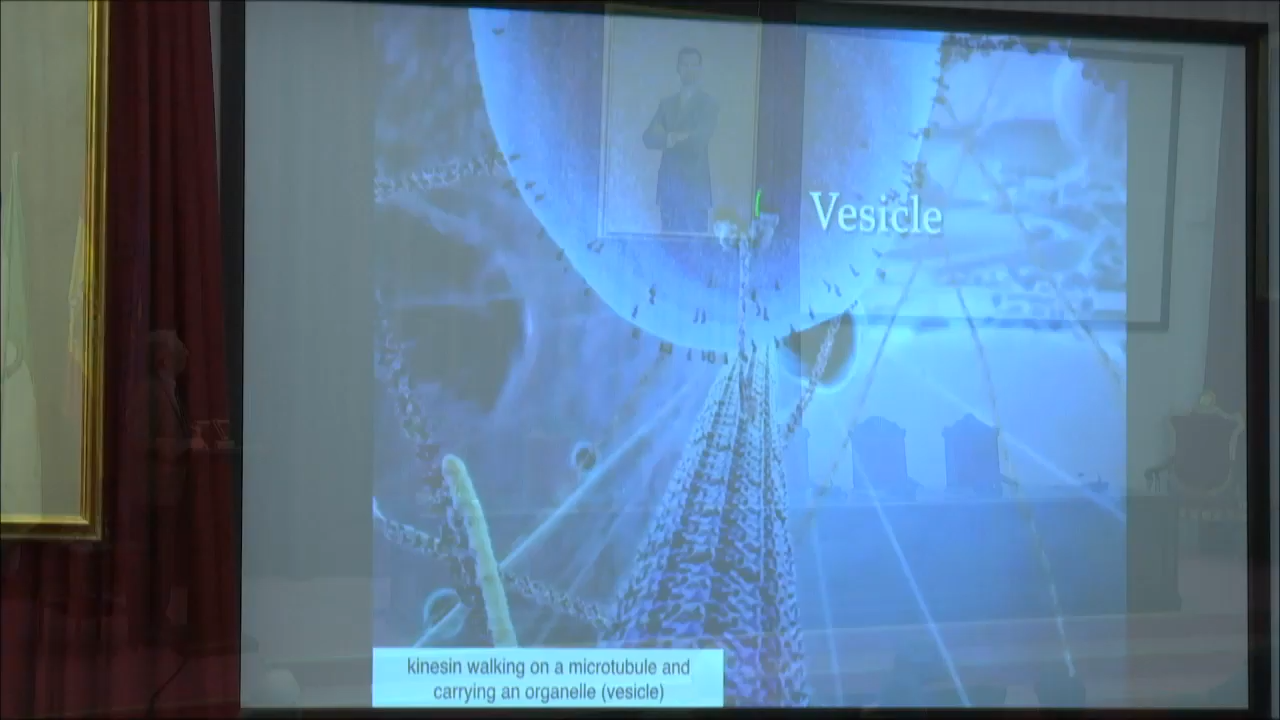 Vesicle
kinesin walking on a microtubule and
carrying an organelle (vesicle)